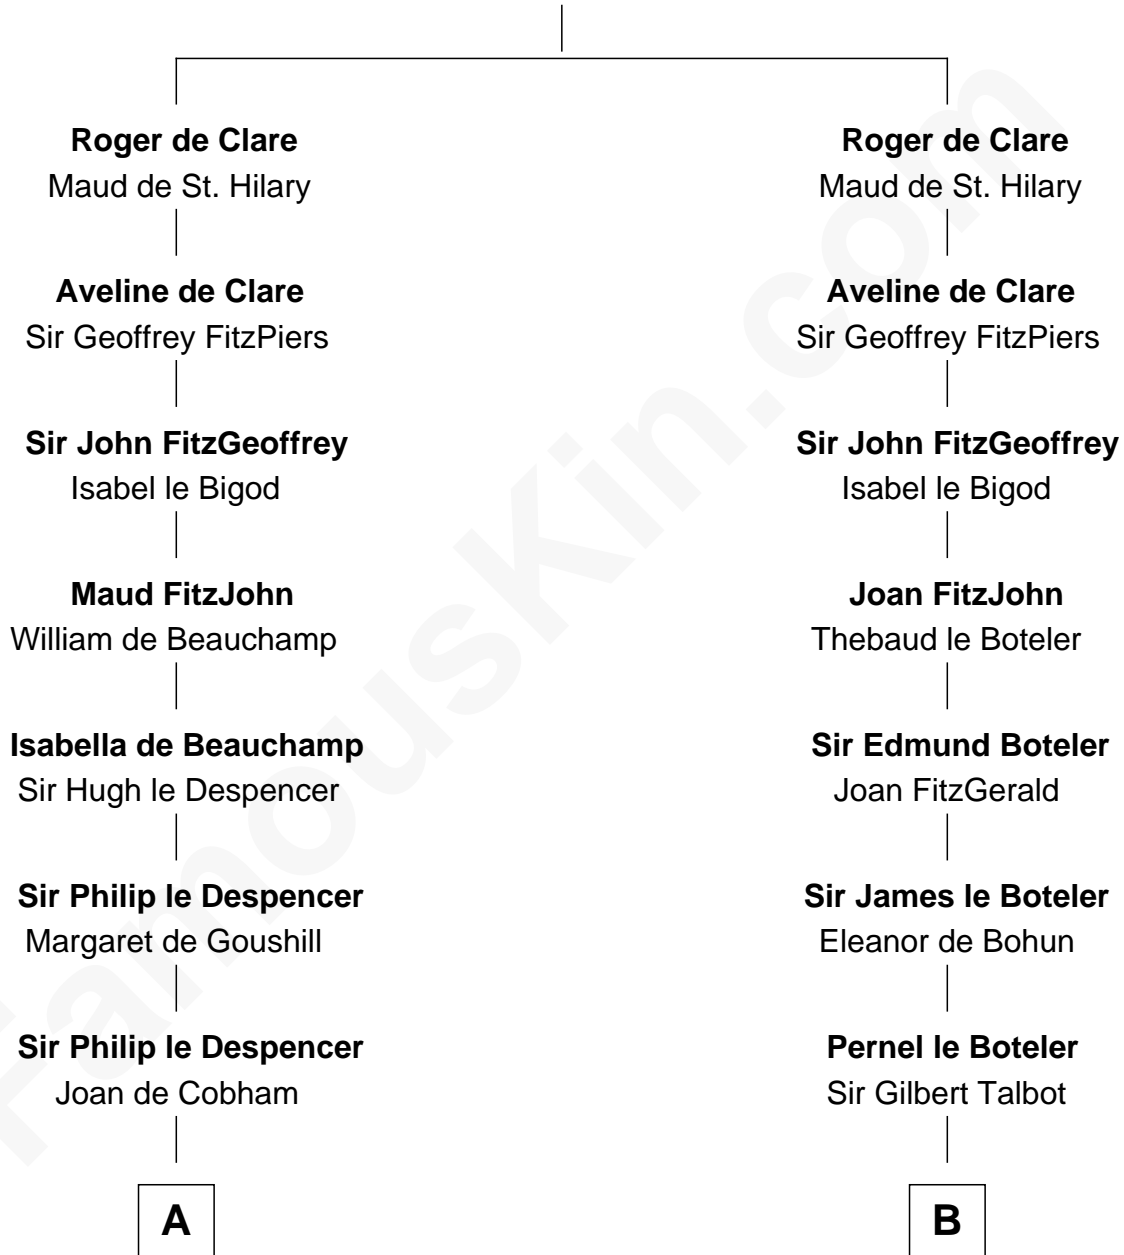 Roger de Clare
Maud de St. Hilary
Aveline de Clare
Sir Geoffrey FitzPiers
Sir John FitzGeoffrey
Isabel le Bigod
Maud FitzJohn
William de Beauchamp
Isabella de Beauchamp
Sir Hugh le Despencer
Sir Philip le Despencer
Margaret de Goushill
Sir Philip le Despencer
Joan de Cobham
A
Roger de Clare
Maud de St. Hilary
Aveline de Clare
Sir Geoffrey FitzPiers
Sir John FitzGeoffrey
Isabel le Bigod
Joan FitzJohn
Thebaud le Boteler
Sir Edmund Boteler
Joan FitzGerald
Sir James le Boteler
Eleanor de Bohun
Pernel le Boteler
Sir Gilbert Talbot
B
FamousKin.com